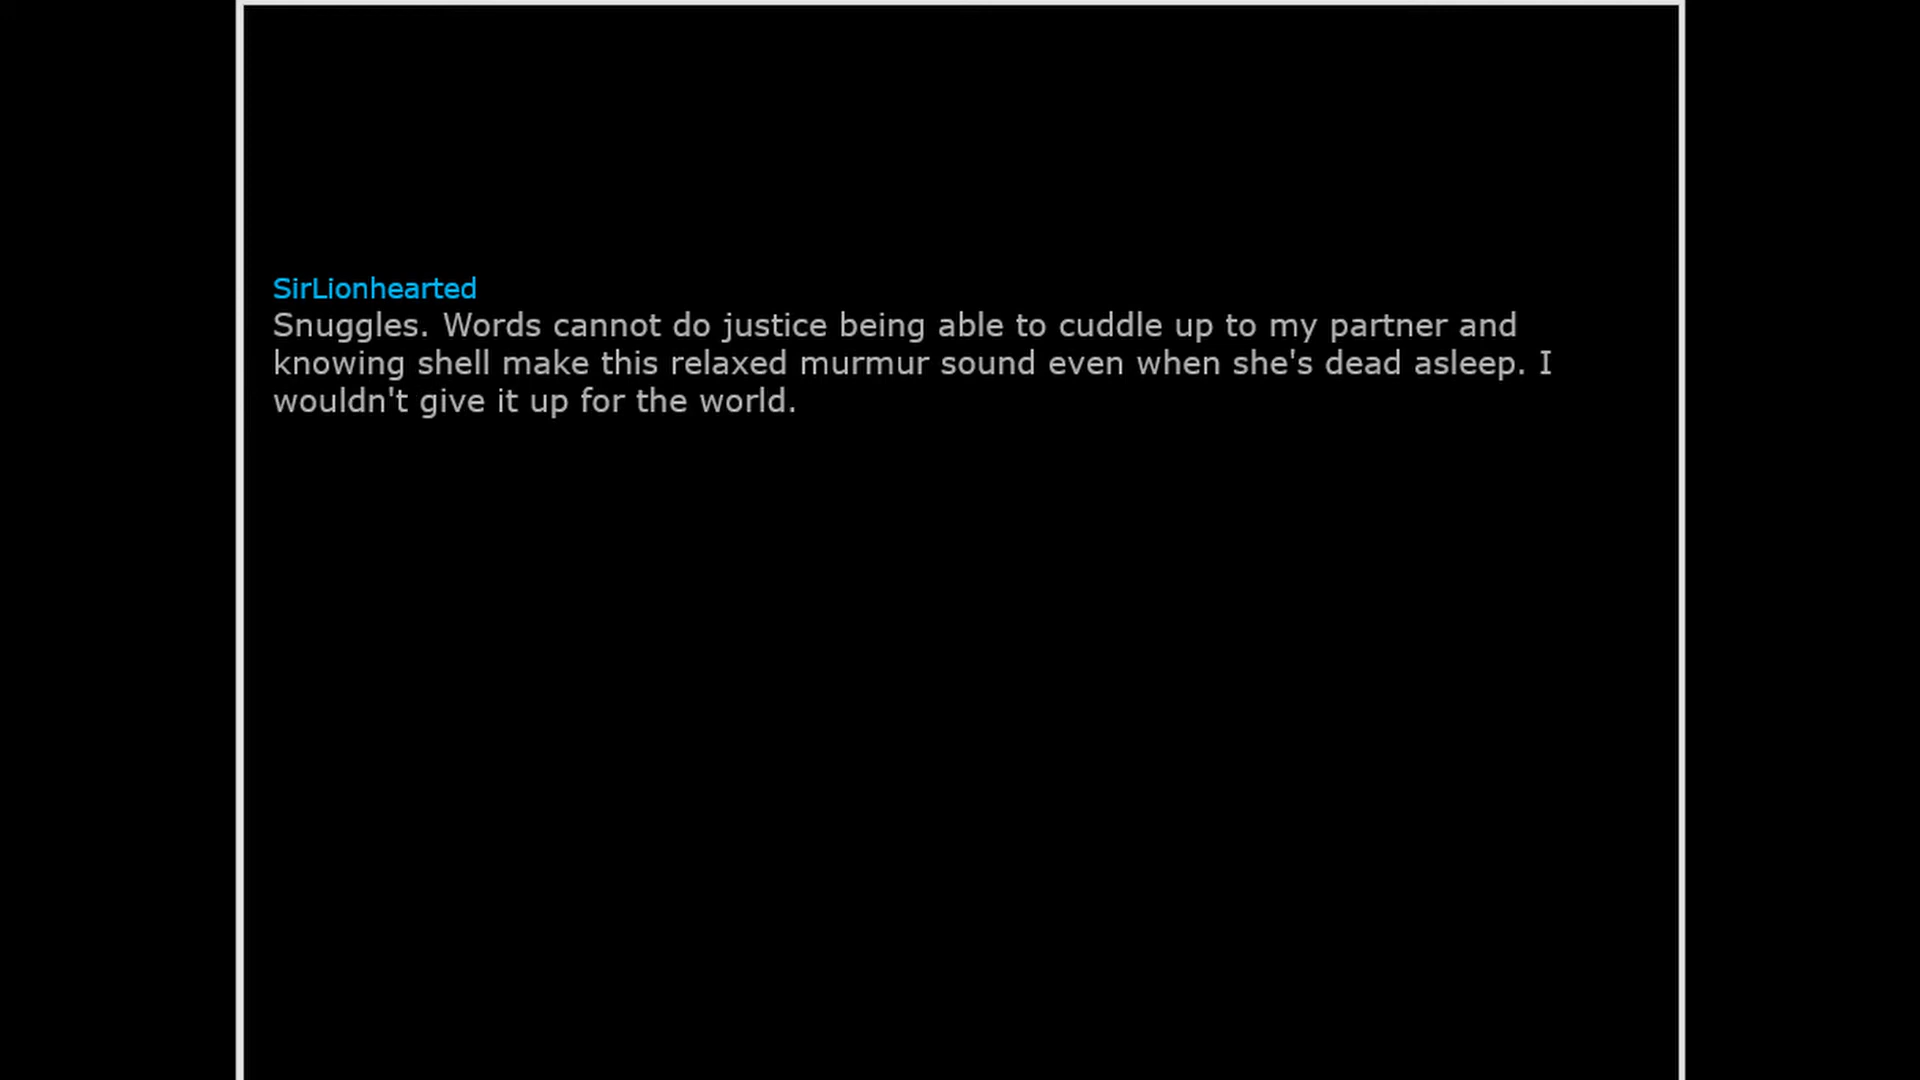 SirLionhearted
Snuggles. Words cannot do justice being able to cuddle up to my partner and
knowing shell make this relaxed murmur sound even when she's dead asleep. I
wouldn't give it up for the world.